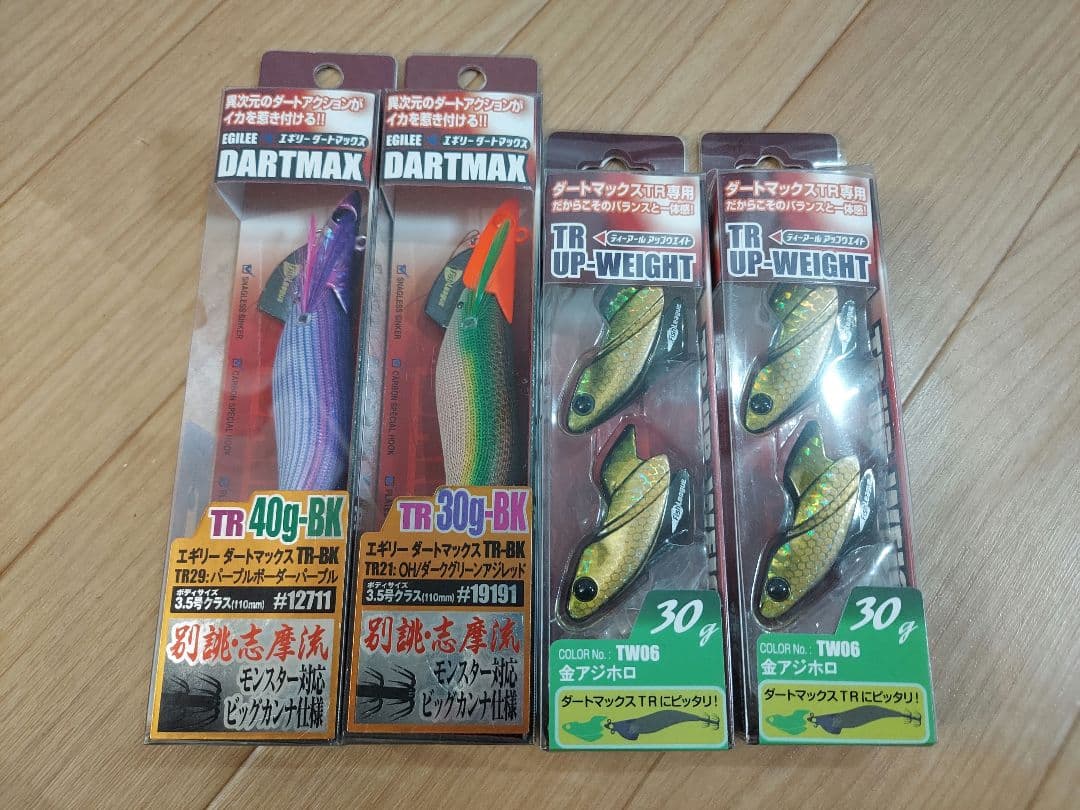 異次元のダートアクションが
イカを惹き付ける!!
EGILEE エギリー ダートマックス
DARTMAX
SNAGLESS SINKER
CARBON SPECIAL HOOK
TR 40g-BK
エギリー ダートマックス TR-BK
TR29:パープルボーダーパープル
ボディサイズ
3.5号クラス(110mm) #12711
別誂・志摩流
モンスター対応
ビッグカンナ仕様
異次元のダートアクションが
イカを惹き付ける!!
EGILEE エギリー ダートマックス
DARTMAX
SNAGLESS SINKER
CARBON SPECIAL HOOK
TR 30g-BK
エギリー ダートマックス TR-BK
TR21:OH/ダークグリーンアジレッド
ボディサイズ
3.5号クラス(110mm) #19191
別誂・志摩流
モンスター対応
ビッグカンナ仕様
ダートマックスTR専用
だからこそのバランスと一体感!
TR ティーアール アップウエイト
UP-WEIGHT
30g
COLOR No.: TW06
金アジホロ
ダートマックスTRにピッタリ!
ダートマックスTR専用
だからこそのバランスと一体感!
TR ティーアール アップウエイト
UP-WEIGHT
30g
COLOR No.: TW06
金アジホロ
ダートマックスTRにピッタリ!